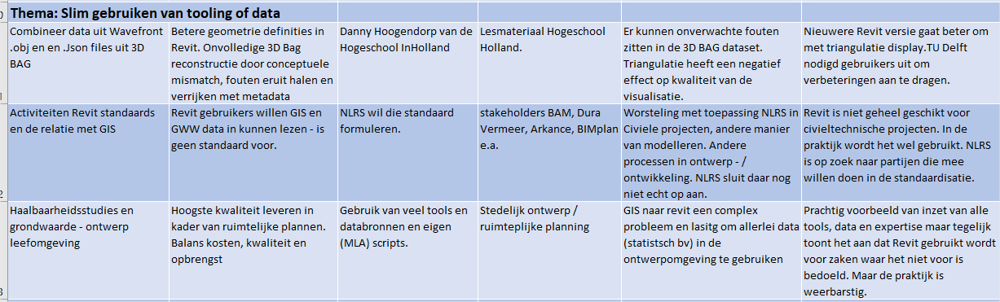 Thema: Slim gebruiken van tooling of data
Combineer data uit Wavefront
.obj en en .Json files uit 3D
BAG
Betere geometrie definities in
Revit. Onvolledige 3D Bag
reconstructie door conceptuele
mismatch, fouten eruit halen en
verrijken met metadata
Danny Hoogendorp van de
Hogeschool InHolland
Lesmateriaal Hogeschool
Holland.
Er kunnen onverwachte fouten
zitten in de 3D BAG dataset.
Triangulatie heeft een negatief
effect op kwaliteit van de
visualisatie.
Nieuwere Revit versie gaat beter om
met triangulatie display.TU Delft
nodigd gebruikers uit om
verbeteringen aan te dragen.
Activiteiten Revit standaards
en de relatie met GIS
Revit gebruikers willen GIS en
GWW data in kunnen lezen - is
geen standaard voor.
NLRS wil die standaard
formuleren.
stakeholders BAM, Dura
Vermeer, Arkance, BIMplan
e.a.
Worsteling met toepassing NLRS in
Civiele projecten, andere manier
van modelleren. Andere
processen in ontwerp - /
ontwikkeling. NLRS sluit daar nog
niet echt op aan.
Revit is niet geheel geschikt voor
civieltechnische projecten. In de
praktijk wordt het wel gebruikt. NLRS
is op zoek naar partijen die mee
willen doen in de standaardisatie.
Haalbaarheidsstudies en
grondwaarde - ontwerp
leefomgeving
Hoogste kwaliteit leveren in
kader van ruimtelijke plannen.
Balans kosten, kwaliteit en
opbrengst
Gebruik van veel tools en
databronnen en eigen
(MLA) scripts.
Stedelijk ontwerp /
ruimteplijke planning
GIS naar revit een complex
probleem en lasitg om allerlei data
(statistsch bv) in de
ontwerpomgeving te gebruiken
Prachtig voorbeeld van inzet van alle
tools, data en expertise maar tegelijk
toont het aan dat Revit gebruikt wordt
voor zaken waar het niet voor is
bedoeld. Maar de praktijk is
weerbarstig.